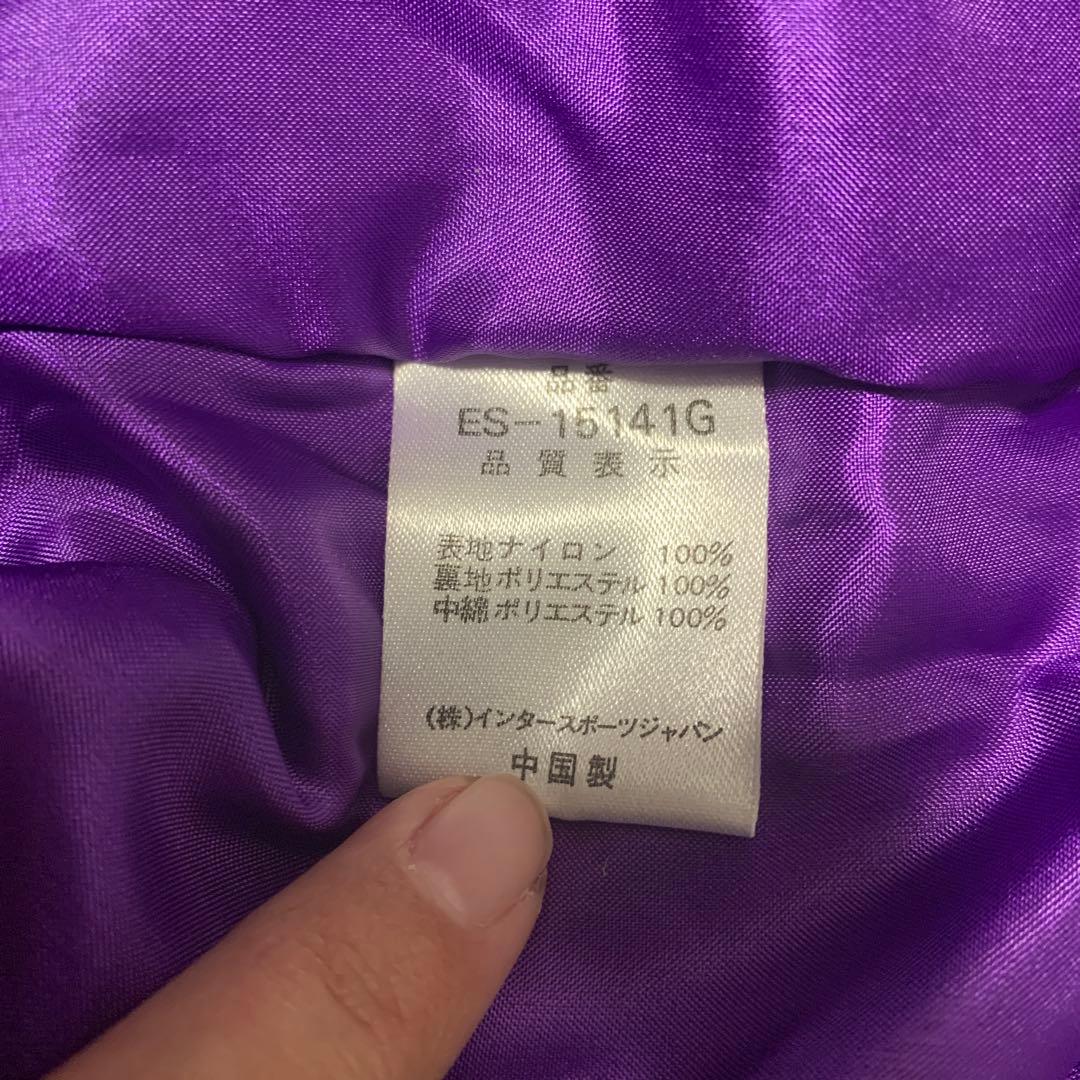 品番
ES-15141G
品質表示
表地ナイロン 100%
裏地ポリエステル 100%
中綿ポリエステル 100%
(株)インタースポーツジャパン
中国製